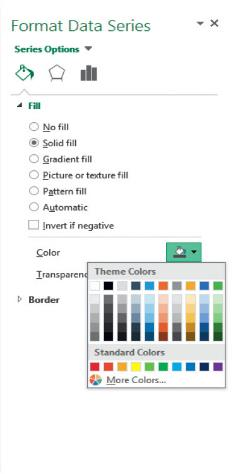 Format Data Series
Series Options
Fill
No fill
Solid fill
Gradient fill
Picture or texture fill
Pattern fill
Automatic
Invert if negative
Color
Transparenc
Theme Colors
Border
Standard Colors
More Colors...